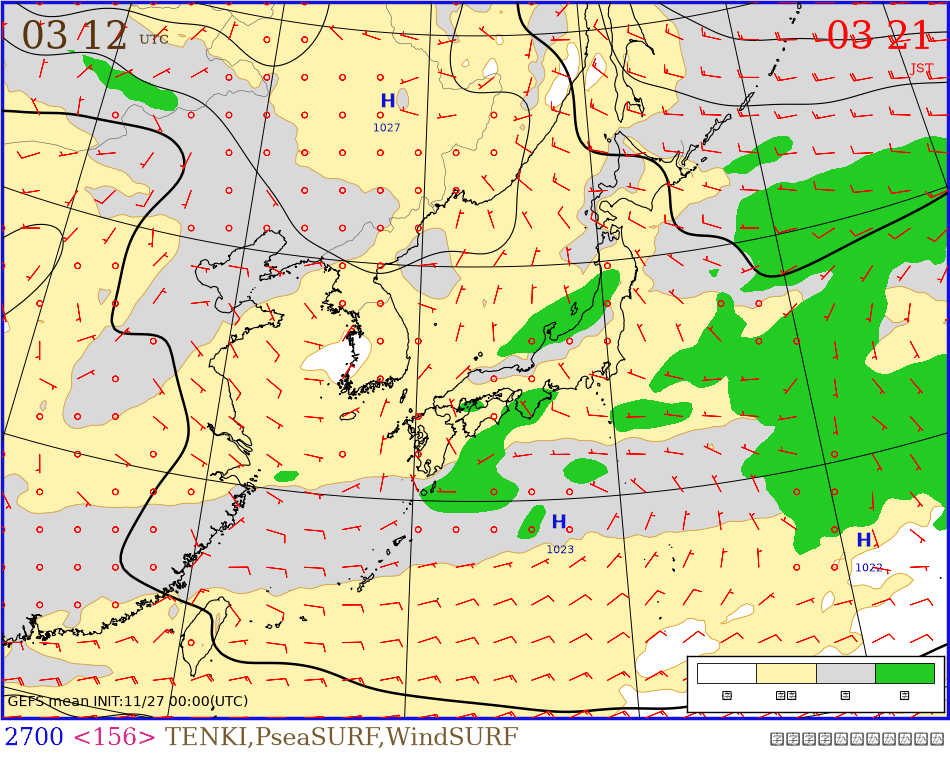 03 12 UTC
03 21
JST
H
1027
H
1023
H
1022
GEFS mean INIT:11/27 00:00(UTC)
2700 <156> TENKI,PseaSURF,WindSURF